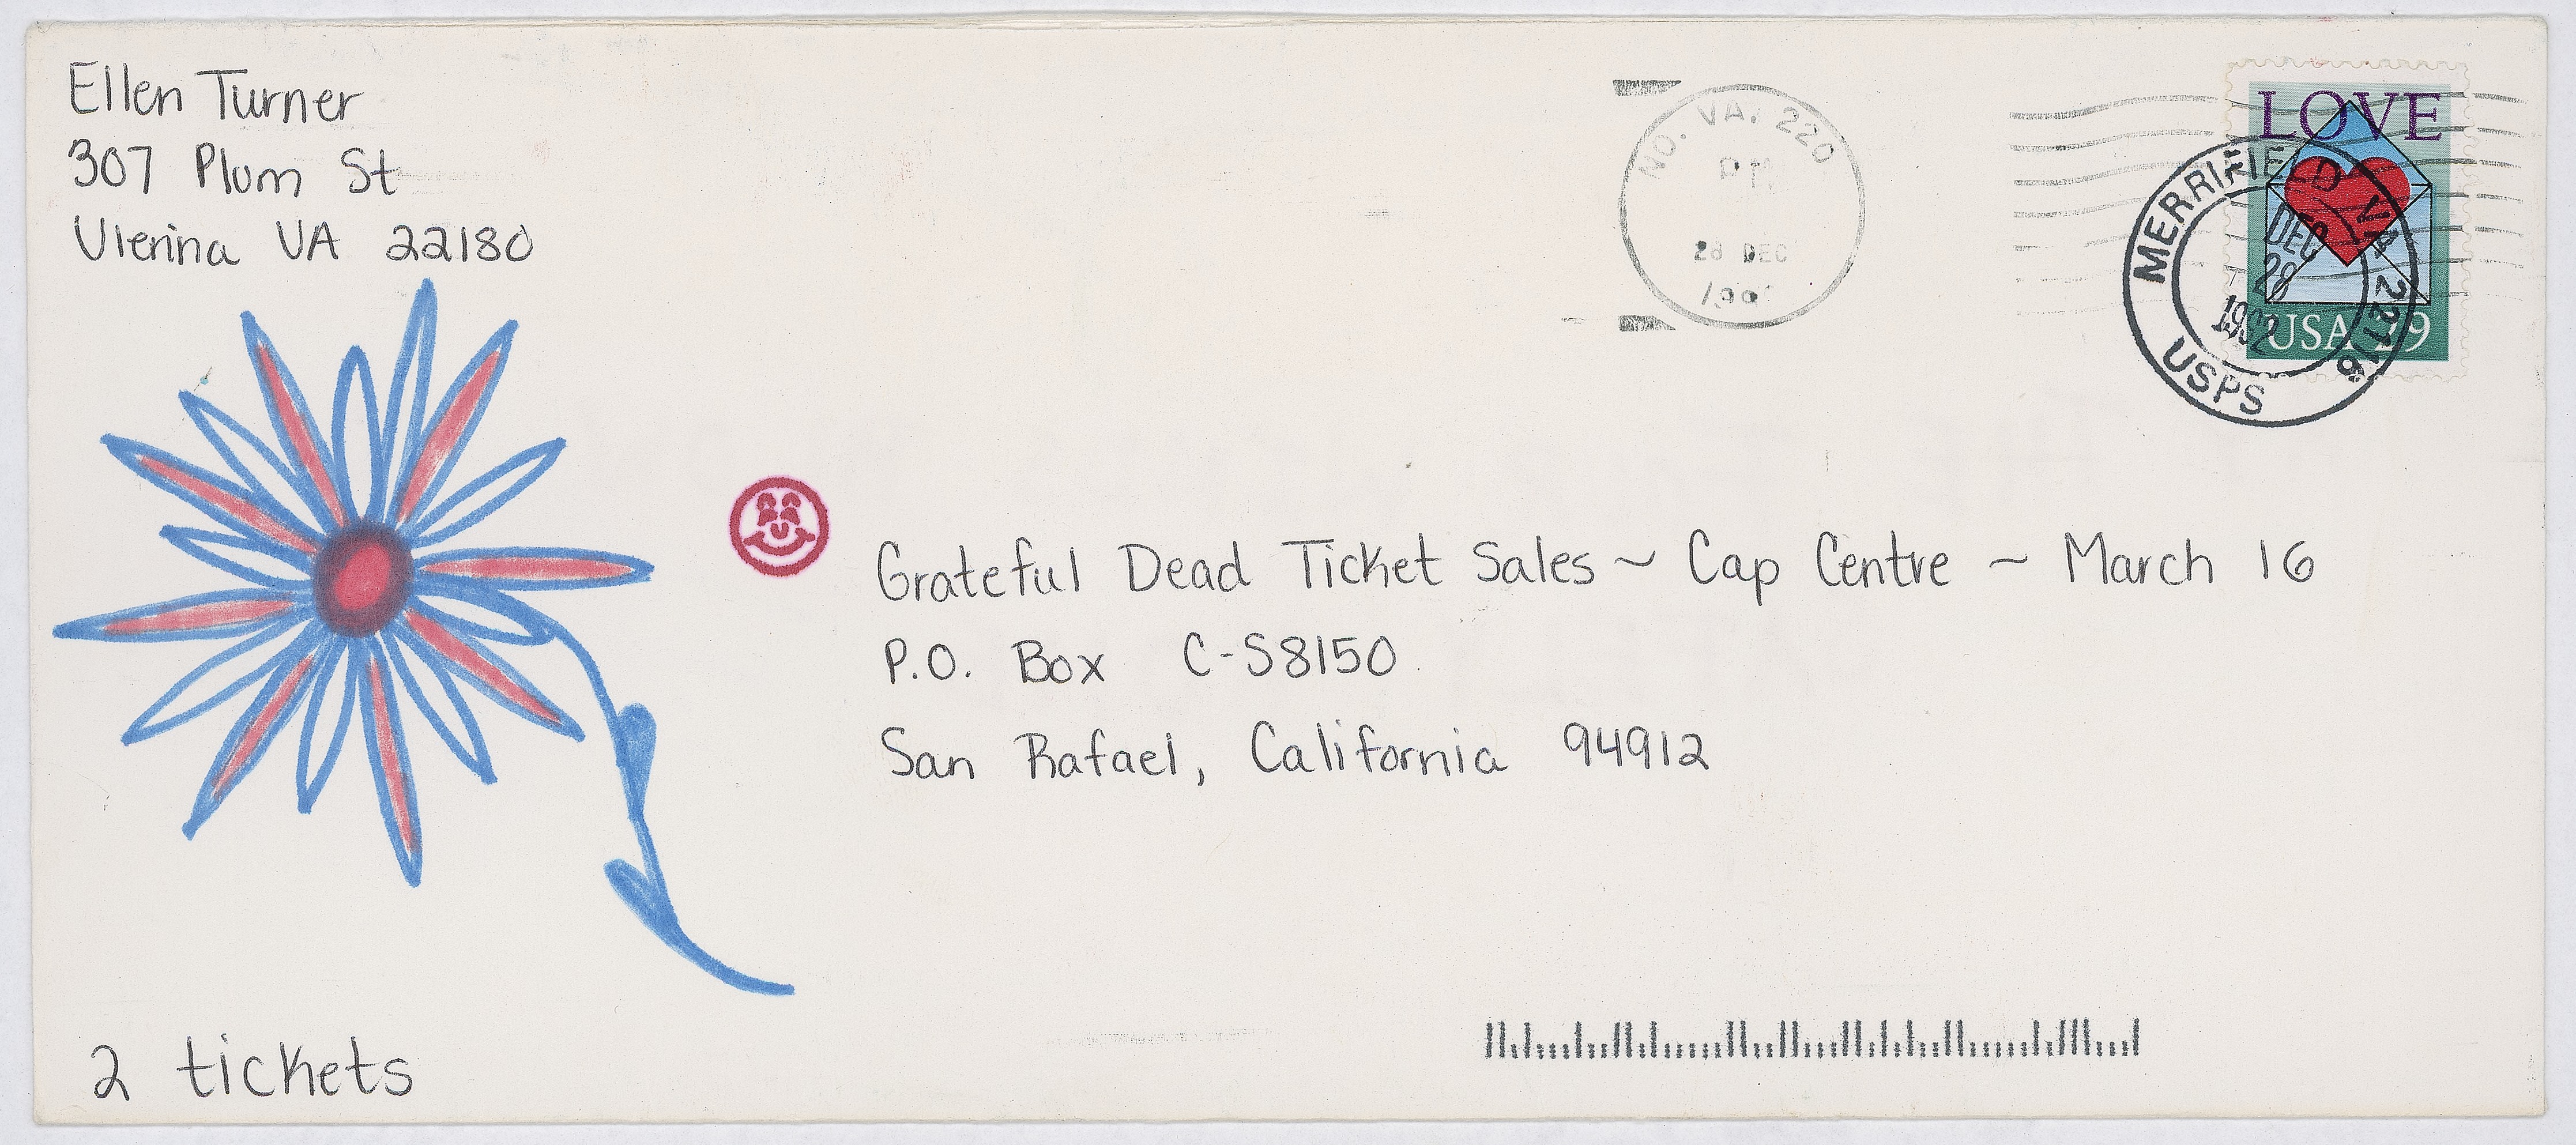 Ellen Turner
307 Plum St
Vienna VA 22180
NO. VA. 220
PM
28 DEC
LOVE
USA 29
MERRIFIELD VA 22116
DEC
28
1992
USPS
Grateful Dead Ticket Sales ~ Cap Centre ~ March 16
P.O. Box C-S8150
San Rafael, California 94912
2 tickets